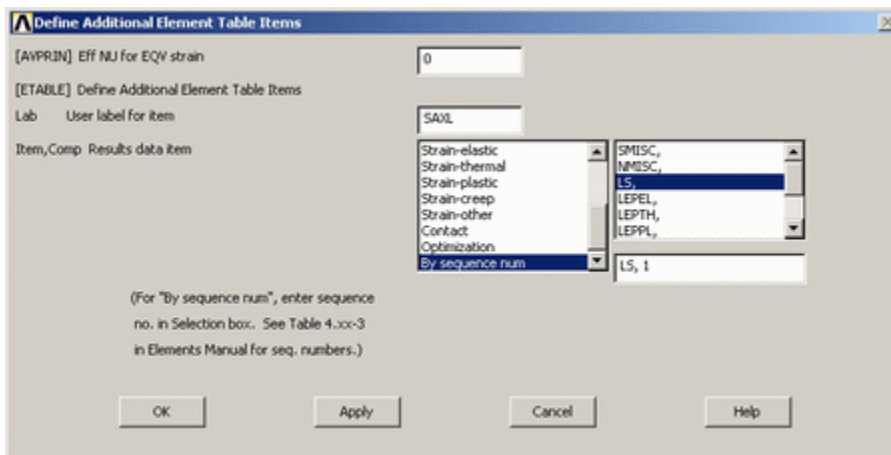 Define Additional Element Table Items
[AVPRIN] Eff NU for EQV strain
0
[ETABLE] Define Additional Element Table Items
Lab User label for item
SAXL
Item,Comp Results data item
Strain-elastic
Strain-thermal
Strain-plastic
Strain-creep
Strain-other
Contact
Optimization
By sequence num
SMISC,
NMISC,
LS,
LEPEL,
LEPTH,
LEPPL,
LS, 1
(For "By sequence num", enter sequence
no. in Selection box. See Table 4.xx-3
in Elements Manual for seq. numbers.)
OK
Apply
Cancel
Help